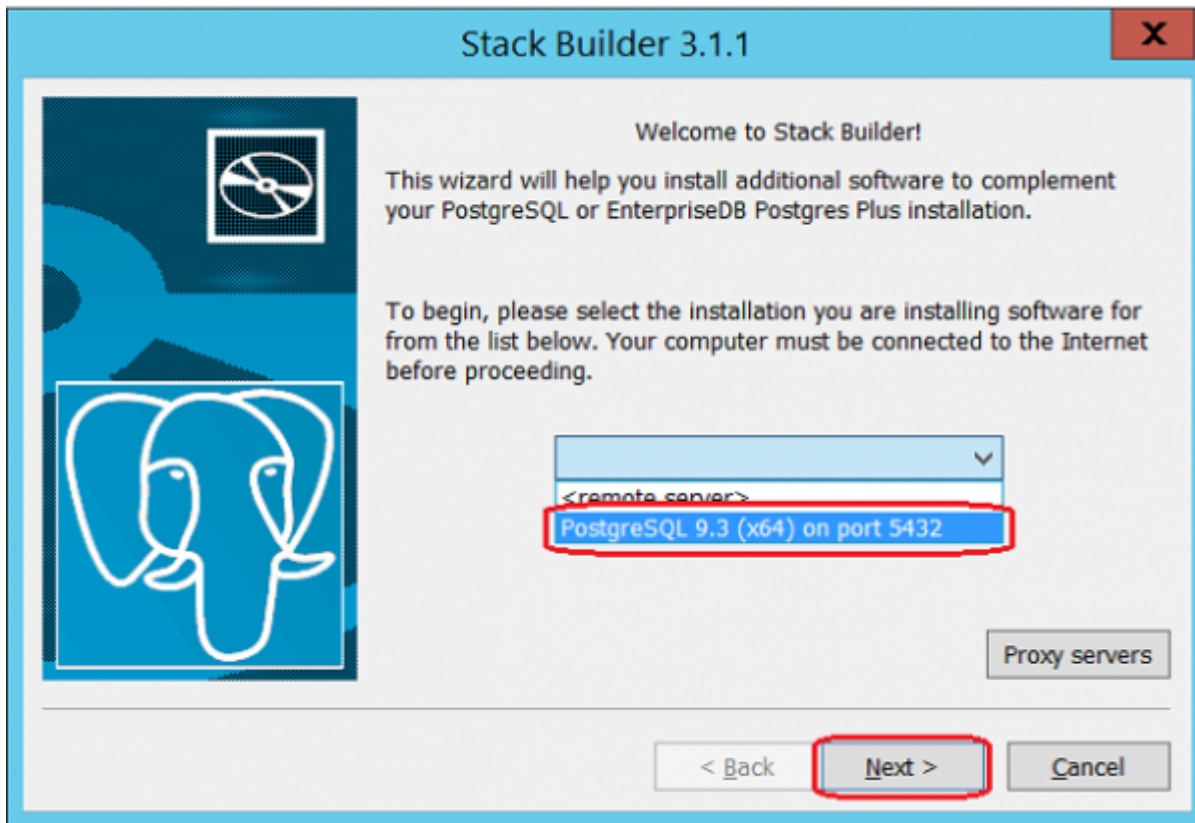 Stack Builder 3.1.1
X
Welcome to Stack Builder!
This wizard will help you install additional software to complement
your PostgreSQL or EnterpriseDB Postgres Plus installation.
To begin, please select the installation you are installing software for
from the list below. Your computer must be connected to the Internet
before proceeding.
<remote server>
PostgreSQL 9.3 (x64) on port 5432
Proxy servers
< Back
Next >
Cancel